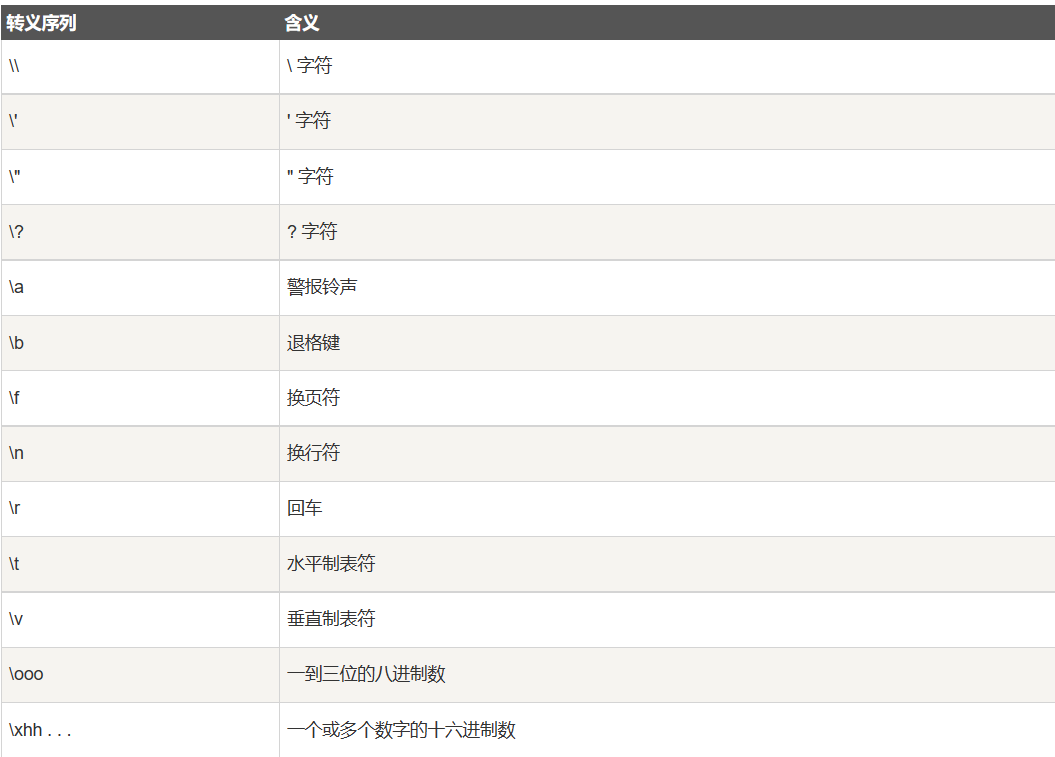 转义序列 含义
\\ \ 字符
\' ' 字符
\" " 字符
\? ? 字符
\a 警报铃声
\b 退格键
\f 换页符
\n 换行符
\r 回车
\t 水平制表符
\v 垂直制表符
\ooo 一到三位的八进制数
\xhh . . . 一个或多个数字的十六进制数